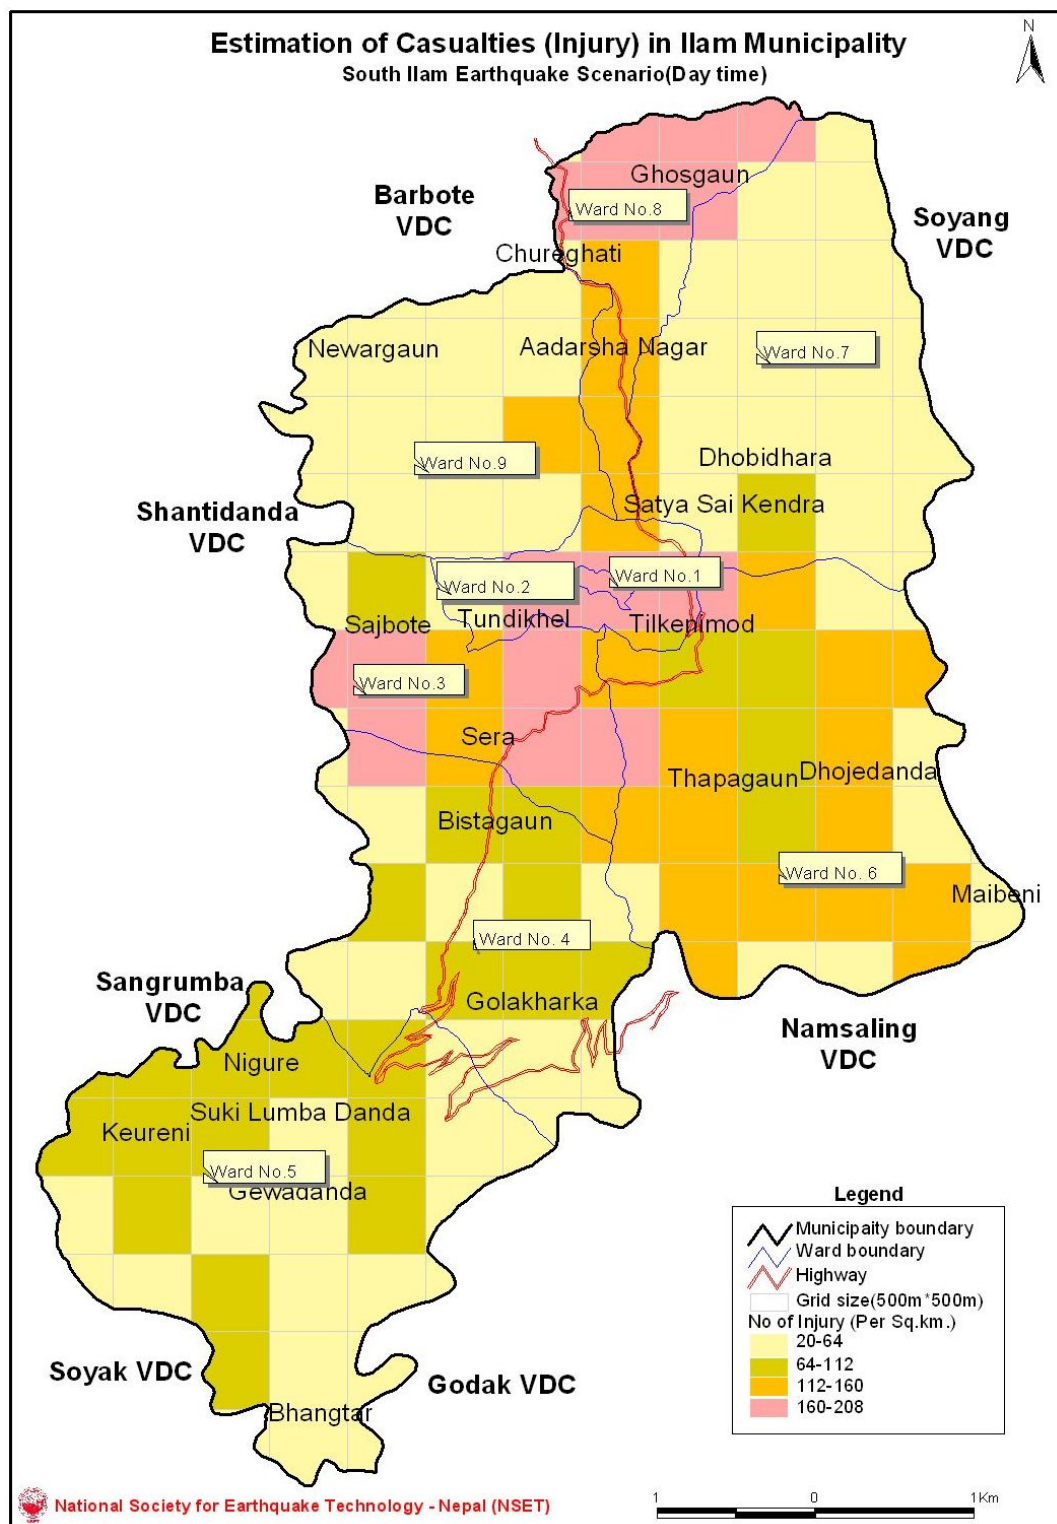 Estimation of Casualties (Injury) in Ilam Municipality
South Ilam Earthquake Scenario(Day time)
N
Ghosgaun
Barbote
VDC
Ward No.8
Soyang
VDC
Chureghati
Newargaun
Aadarsha Nagar
Ward No.7
Ward No.9
Dhobidhara
Shantidanda
VDC
Satya Sai Kendra
Ward No.2
Ward No.1
Sajbote
Tundikhel
Tilkenimod
Ward No.3
Sera
Thapagaun
Dhojedanda
Bistagaun
Ward No. 6
Maibeni
Ward No. 4
Sangrumba
VDC
Golakharka
Namsaling
VDC
Nigure
Suki Lumba Danda
Keureni
Ward No.5
Gewadanda
Soyak VDC
Godak VDC
Bhangtar
Legend
Municipaity boundary
Ward boundary
Highway
Grid size(500m*500m)
No of Injury (Per Sq.km.)
20-64
64-112
112-160
160-208
National Society for Earthquake Technology - Nepal (NSET)
1 0 1 Km